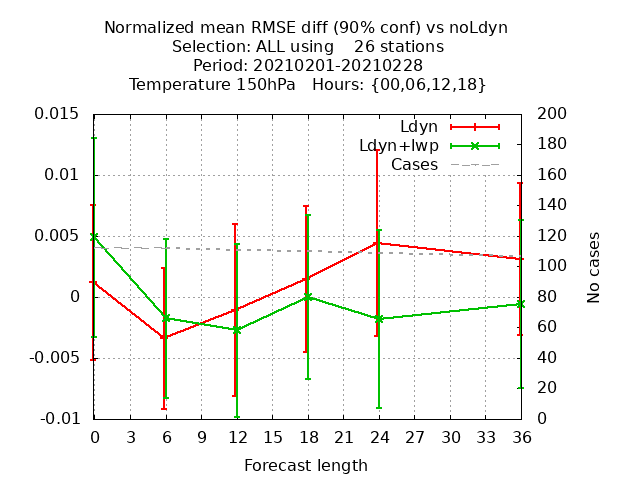 Normalized mean RMSE diff (90% conf) vs noLdyn
Selection: ALL using    26 stations
Period: 20210201-20210228
Temperature 150hPa   Hours: {00,06,12,18}
0.015
0.01
0.005
0
-0.005
-0.01
200
180
160
140
120
100
80
60
40
20
0
Ldyn
Ldyn+lwp
Cases
No cases
0 3 6 9 12 15 18 21 24 27 30 33 36
Forecast length